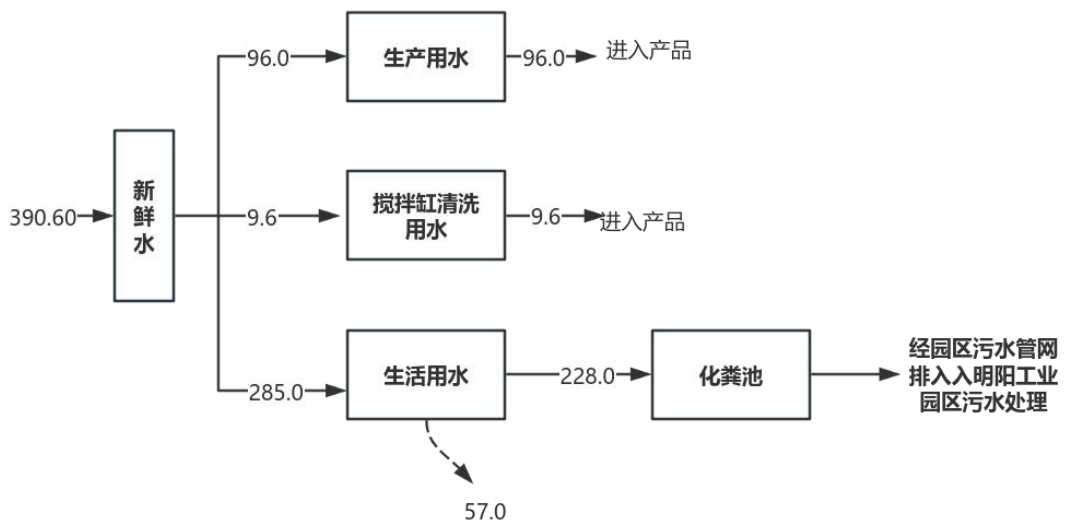 96.0
生产用水
96.0
进入产品
390.60
新
鲜
水
9.6
搅拌缸清洗
用水
9.6
进入产品
285.0
生活用水
228.0
化粪池
经园区污水管网
排入入明阳工业
园区污水处理
57.0